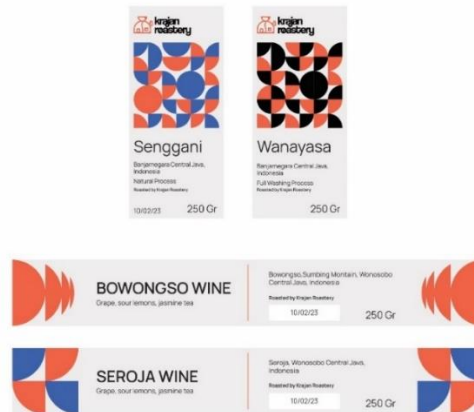 krajan
roastery
Senggani
Banjarnegara Central Java,
Indonesia
Natural Process
Roasted by Krajan Roastery
10/02/23 250 Gr
krajan
roastery
Wanayasa
Banjarnegara Central Java,
Indonesia
Full Washing Process
Roasted by Krajan Roastery
250 Gr
BOWONGSO WINE
Grape, sour lemons, jasmine tea
Bowongso, Sumbing Montain, Wonosobo
Central Java, Indonesia
Roasted by Krajan Roastery
10/02/23 250 Gr
SEROJA WINE
Grape, sour lemons, jasmine tea
Seroja, Wonosobo Central Java,
Indonesia
Roasted by Krajan Roastery
10/02/23 250 Gr